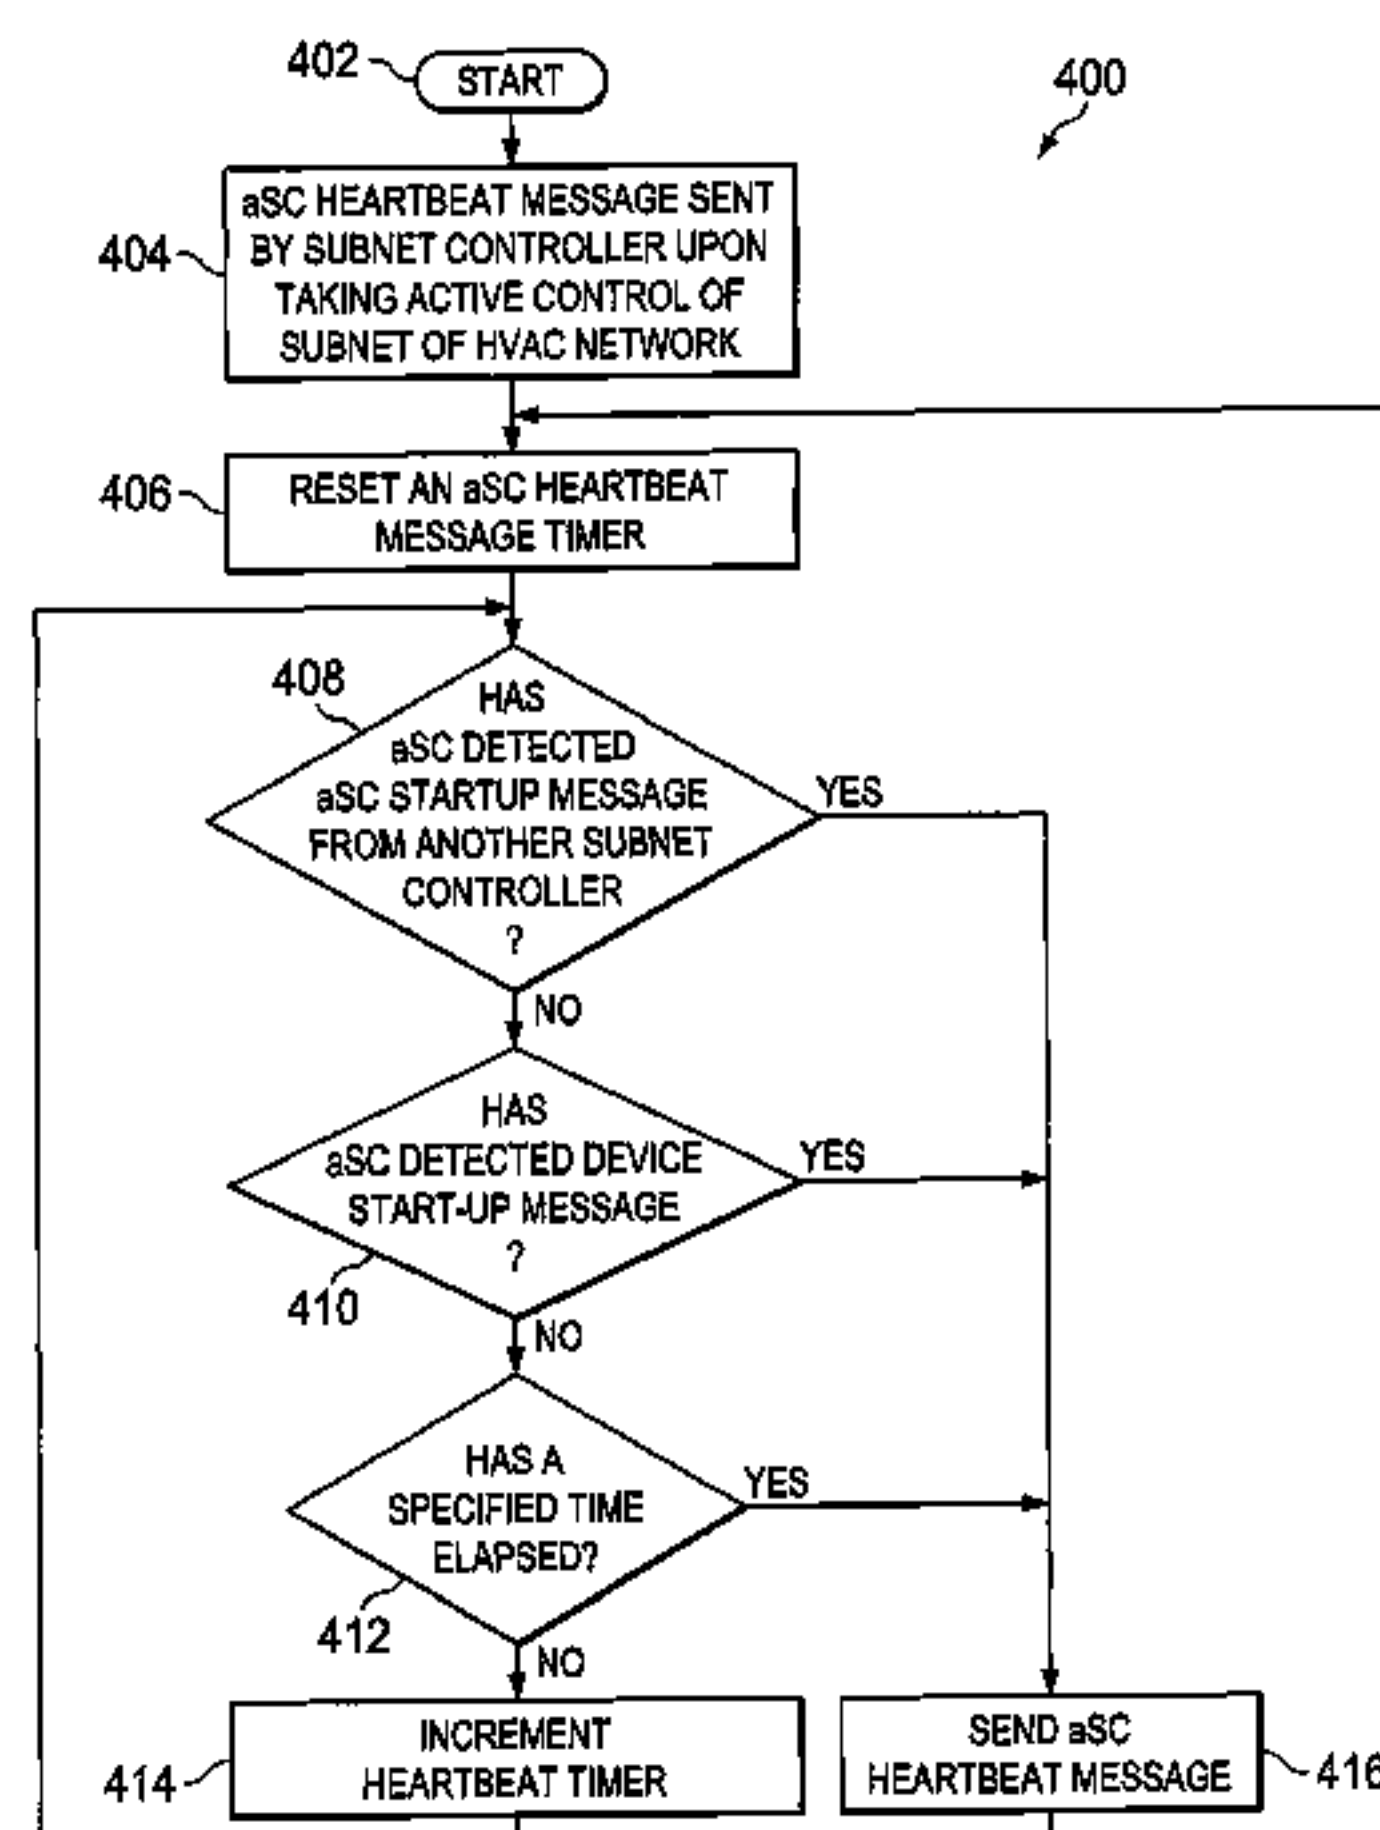 402
START
400
404
aSC HEARTBEAT MESSAGE SENT
BY SUBNET CONTROLLER UPON
TAKING ACTIVE CONTROL OF
SUBNET OF HVAC NETWORK
406
RESET AN aSC HEARTBEAT
MESSAGE TIMER
408
HAS
aSC DETECTED
aSC STARTUP MESSAGE
FROM ANOTHER SUBNET
CONTROLLER
?
YES
NO
HAS
aSC DETECTED DEVICE
START-UP MESSAGE
?
YES
410
NO
HAS A
SPECIFIED TIME
ELAPSED?
YES
412
NO
414
INCREMENT
HEARTBEAT TIMER
SEND aSC
HEARTBEAT MESSAGE
416